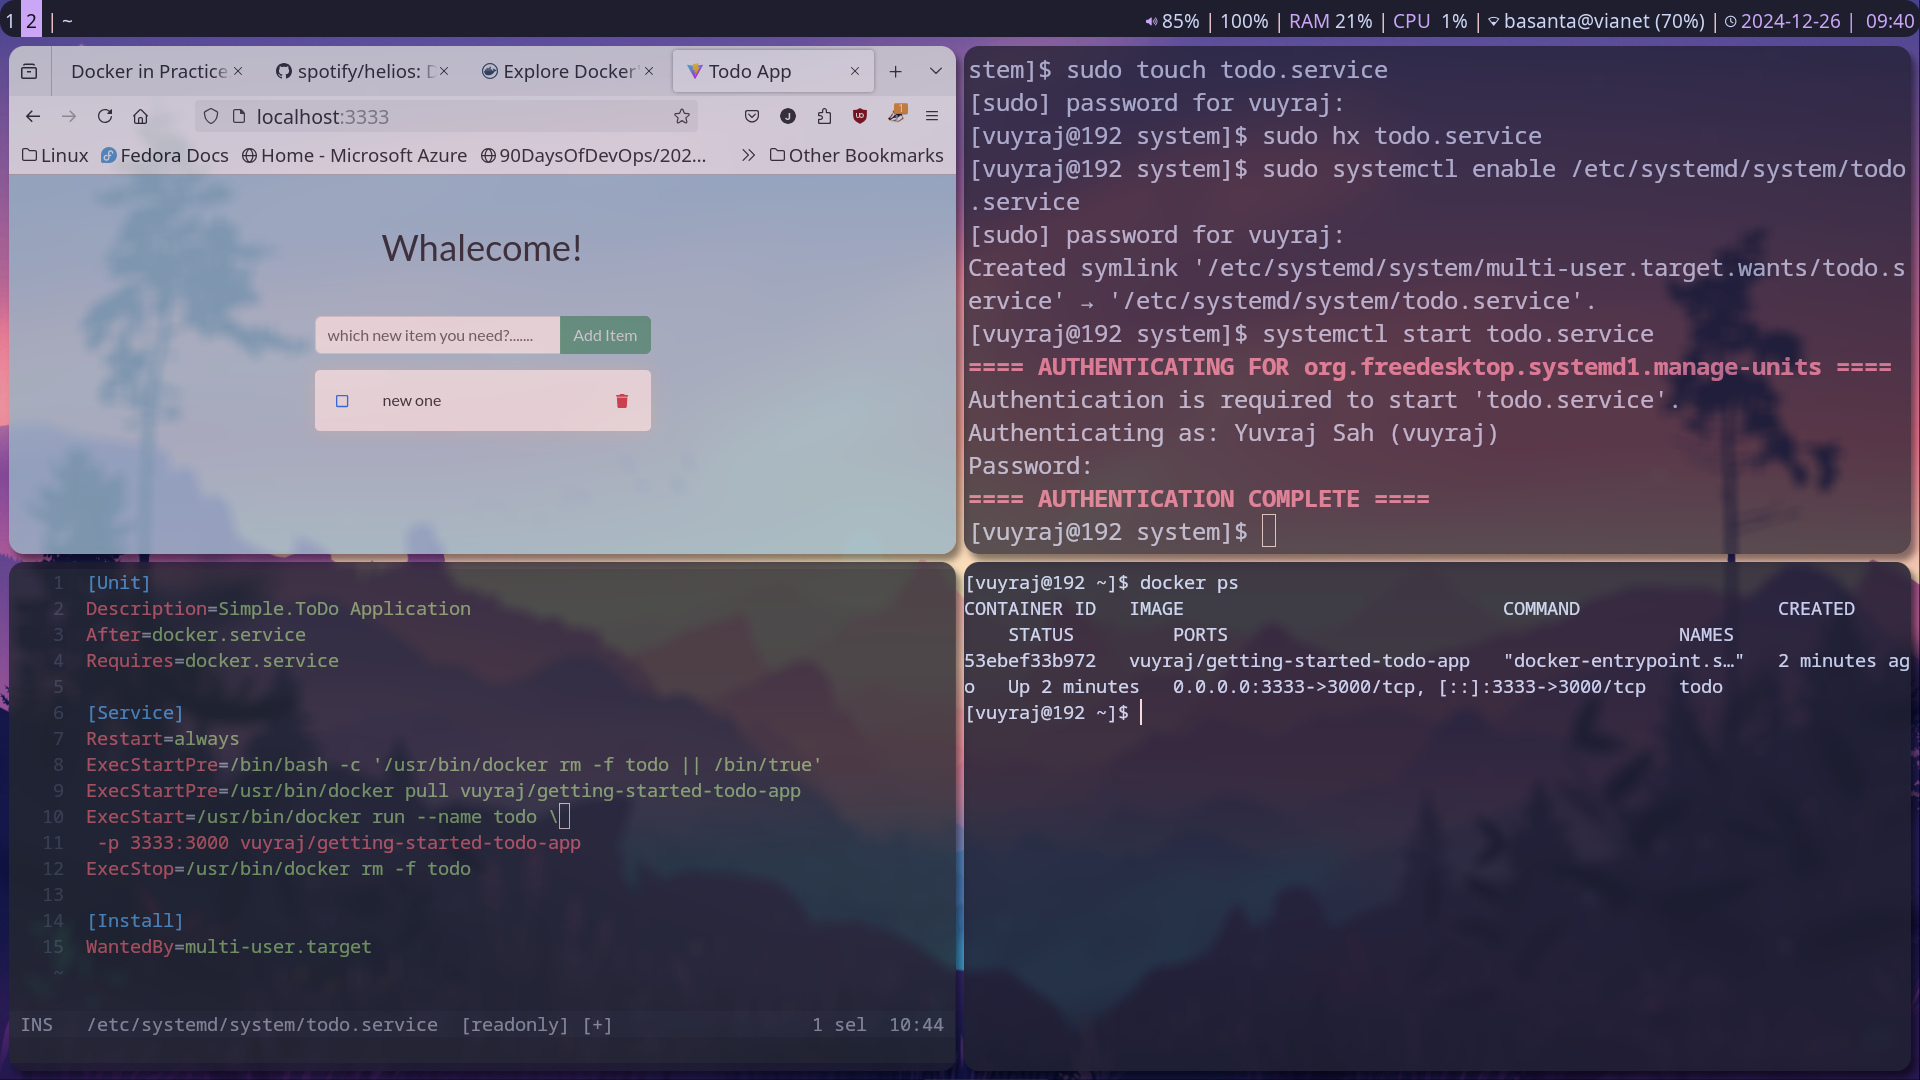 1 2 | ~
85% | 100% | RAM 21% | CPU 1% | basanta@vianet (70%) | 2024-12-26 | 09:40
Docker in Practice
spotify/helios: D
Explore Docker'
Todo App
localhost:3333
1
Linux
Fedora Docs
Home - Microsoft Azure
90DaysOfDevOps/202...
Other Bookmarks
Whalecome!
which new item you need?.......
Add Item
new one
stem]$ sudo touch todo.service
[sudo] password for vuyraj:
[vuyraj@192 system]$ sudo hx todo.service
[vuyraj@192 system]$ sudo systemctl enable /etc/systemd/system/todo
.service
[sudo] password for vuyraj:
Created symlink '/etc/systemd/system/multi-user.target.wants/todo.s
ervice' → '/etc/systemd/system/todo.service'.
[vuyraj@192 system]$ systemctl start todo.service
==== AUTHENTICATING FOR org.freedesktop.systemd1.manage-units ====
Authentication is required to start 'todo.service'.
Authenticating as: Yuvraj Sah (vuyraj)
Password:
==== AUTHENTICATION COMPLETE ====
[vuyraj@192 system]$
1 [Unit]
2 Description=Simple.ToDo Application
3 After=docker.service
4 Requires=docker.service
5
6 [Service]
7 Restart=always
8 ExecStartPre=/bin/bash -c '/usr/bin/docker rm -f todo || /bin/true'
9 ExecStartPre=/usr/bin/docker pull vuyraj/getting-started-todo-app
10 ExecStart=/usr/bin/docker run --name todo \
11  -p 3333:3000 vuyraj/getting-started-todo-app
12 ExecStop=/usr/bin/docker rm -f todo
13
14 [Install]
15 WantedBy=multi-user.target
~
INS /etc/systemd/system/todo.service [readonly] [+] 1 sel 10:44
[vuyraj@192 ~]$ docker ps
CONTAINER ID   IMAGE   COMMAND   CREATED
STATUS   PORTS   NAMES
53ebef33b972   vuyraj/getting-started-todo-app   "docker-entrypoint.s…"   2 minutes ag
o   Up 2 minutes   0.0.0.0:3333->3000/tcp, [::]:3333->3000/tcp   todo
[vuyraj@192 ~]$